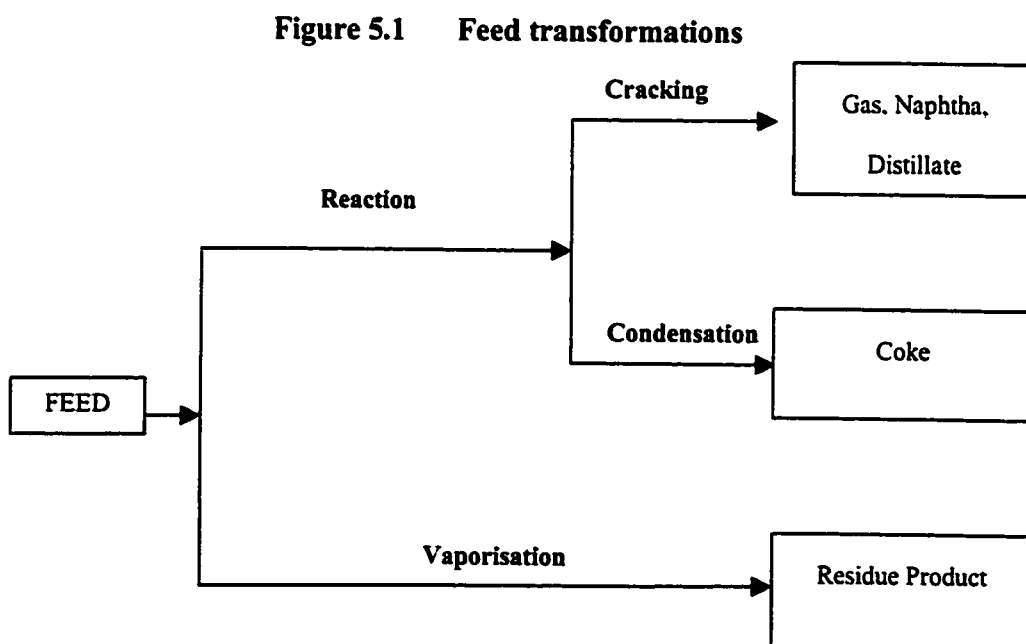 Figure 5.1 Feed transformations
Cracking
Gas, Naphtha,
Distillate
Reaction
Condensation
Coke
FEED
Vaporisation
Residue Product